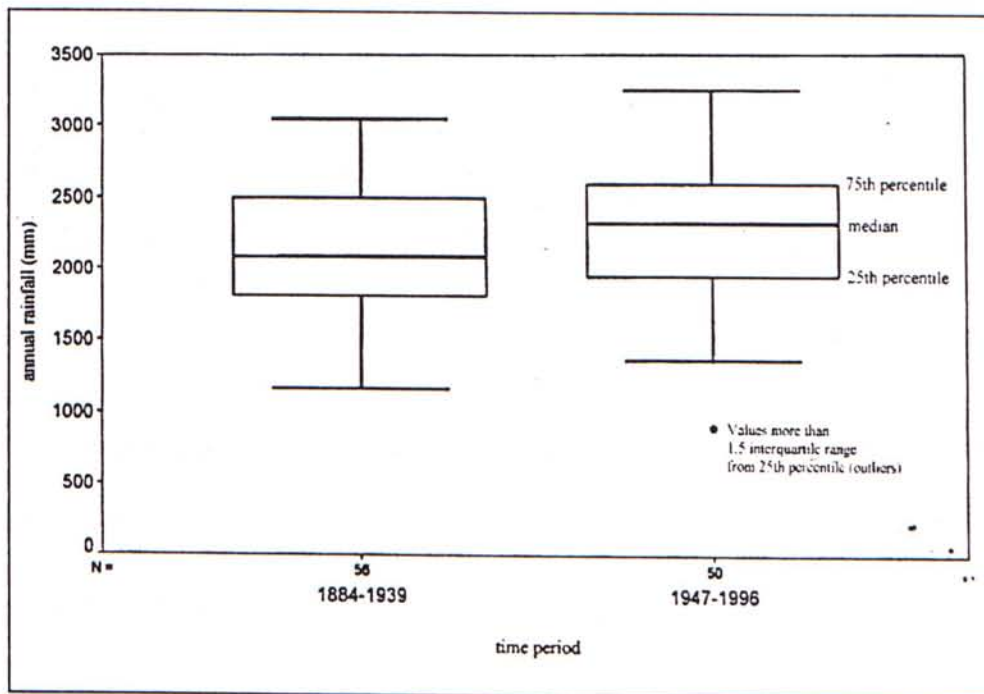 3500
3000
2500
2000
1500
1000
500
0
annual rainfall (mm)
75th percentile
median
25th percentile
Values more than
1.5 interquartile range
from 25th percentile (outliers)
N = 56 50
1884-1939 1947-1996
time period